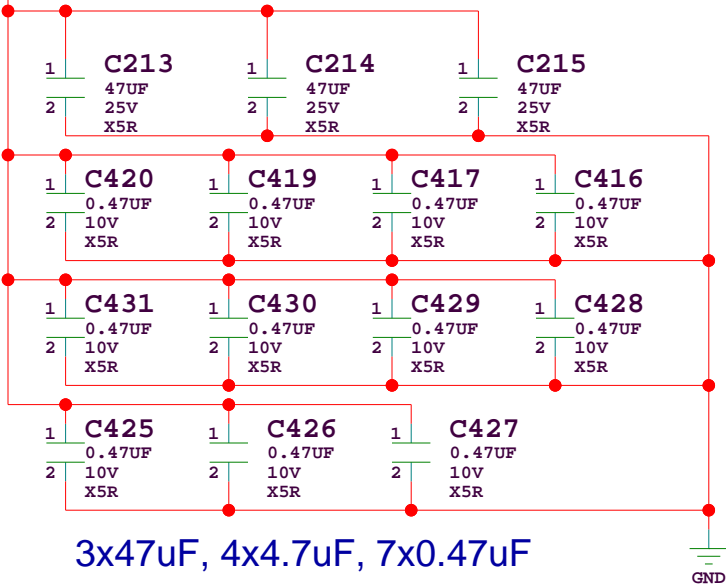 C213 C214 C215
1 47UF 1 47UF 1 47UF
2 25V 2 25V 2 25V
X5R X5R X5R
C420 C419 C417 C416
1 0.47UF 1 0.47UF 1 0.47UF 1 0.47UF
2 10V 2 10V 2 10V 2 10V
X5R X5R X5R X5R
C431 C430 C429 C428
1 0.47UF 1 0.47UF 1 0.47UF 1 0.47UF
2 10V 2 10V 2 10V 2 10V
X5R X5R X5R X5R
C425 C426 C427
1 0.47UF 1 0.47UF 1 0.47UF
2 10V 2 10V 2 10V
X5R X5R X5R
3x47uF, 4x4.7uF, 7x0.47uF
GND